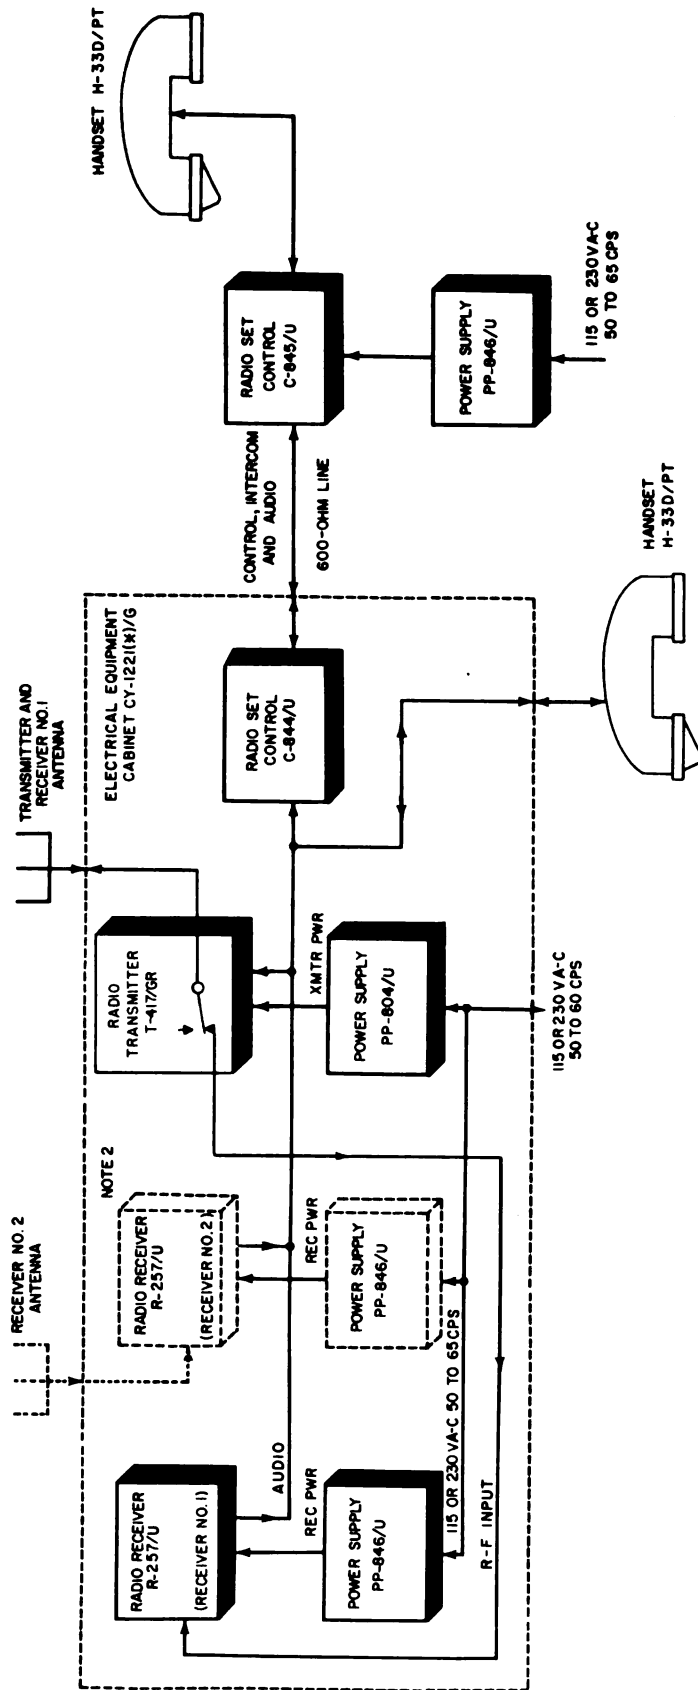 RECEIVER NO. 2
ANTENNA
TRANSMITTER AND
RECEIVER NO.1
ANTENNA
HANDSET H-33D/PT
ELECTRICAL EQUIPMENT
CABINET CY-1221(*)/G
NOTE 2
RADIO RECEIVER
R-257/U
(RECEIVER NO.1)
RADIO RECEIVER
R-257/U
(RECEIVER NO.2)
RADIO
TRANSMITTER
T-417/GR
RADIO SET
CONTROL
C-844/U
CONTROL, INTERCOM
AND AUDIO
600-OHM LINE
RADIO SET
CONTROL
C-845/U
AUDIO
REC PWR
REC PWR
XMTR PWR
POWER SUPPLY
PP-846/U
POWER SUPPLY
PP-846/U
POWER SUPPLY
PP-804/U
POWER SUPPLY
PP-846/U
115 OR 230 VA-C 50 TO 65 CPS
R-F INPUT
115 OR 230 VA-C
50 TO 60 CPS
HANDSET
H-33D/PT
115 OR 230VA-C
50 TO 65 CPS